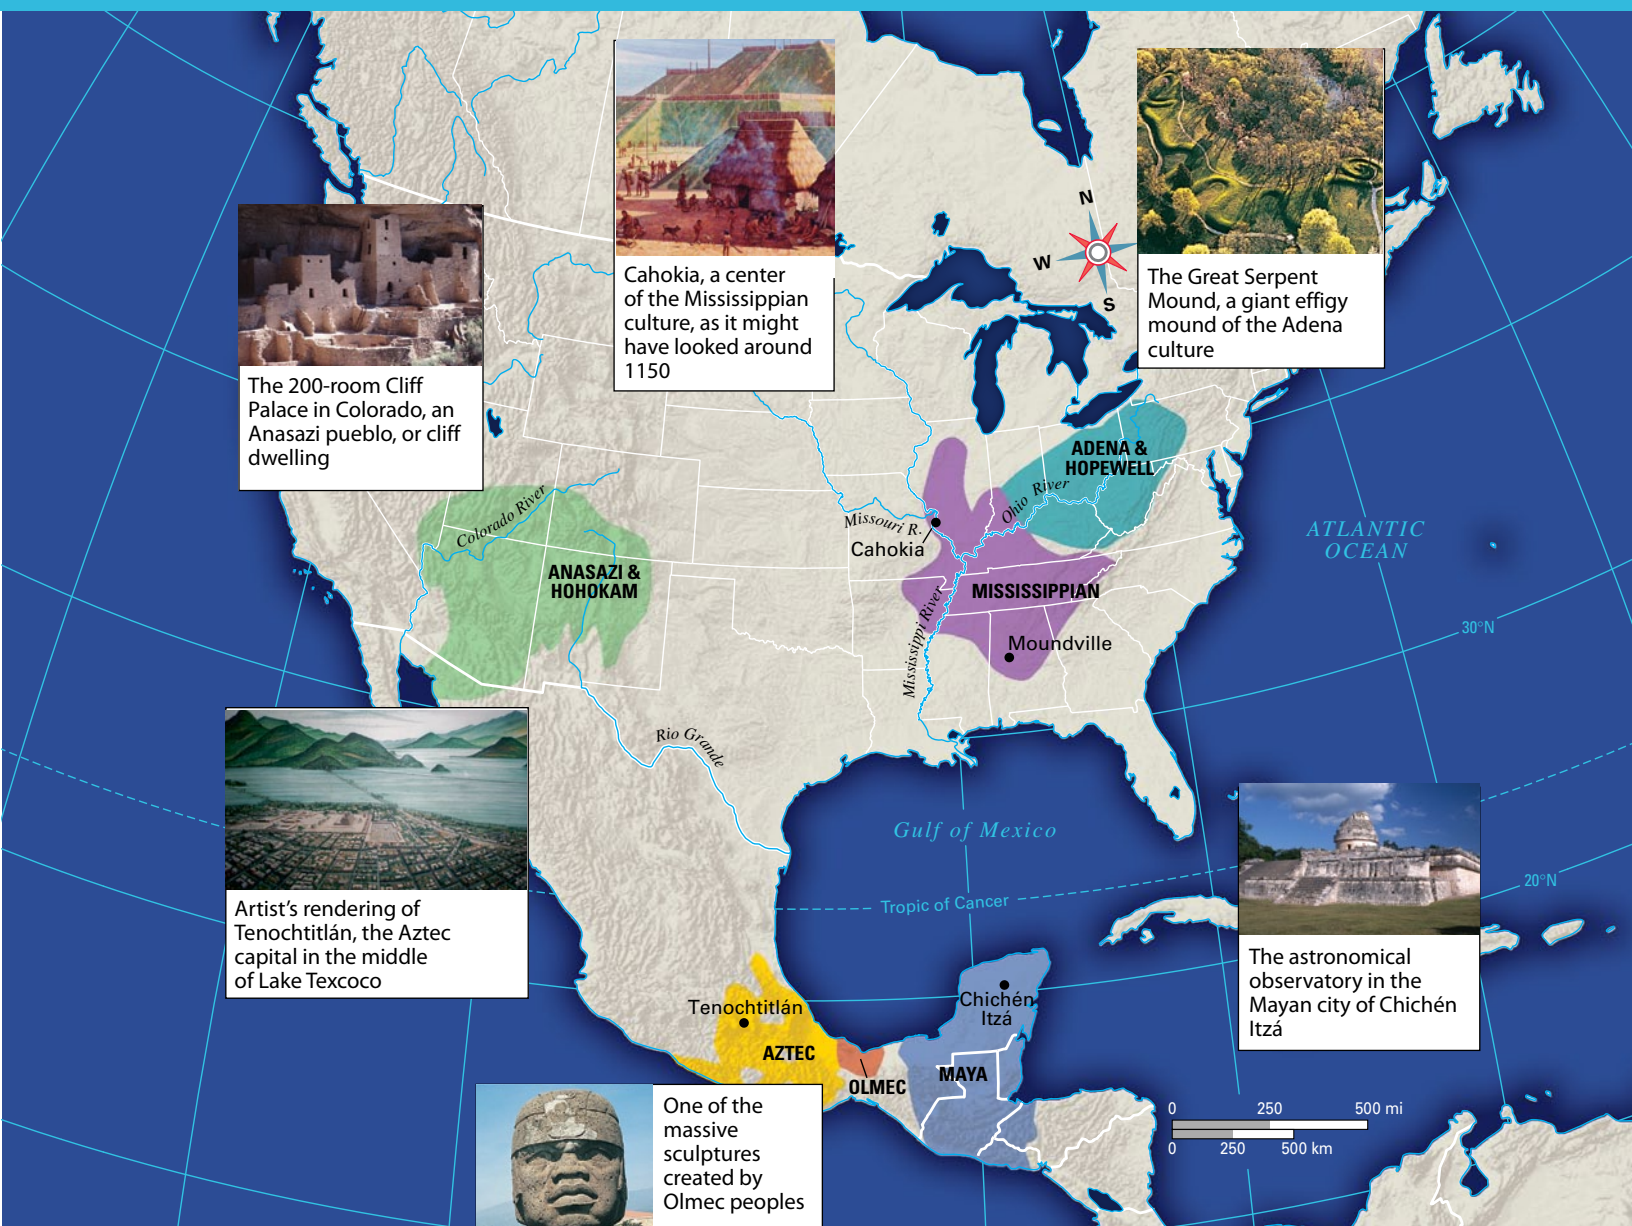 Cahokia, a center
of the Mississippian
culture, as it might
have looked around
1150
The Great Serpent
Mound, a giant effigy
mound of the Adena
culture
N
W
S
The 200-room Cliff
Palace in Colorado, an
Anasazi pueblo, or cliff
dwelling
ADENA &
HOPEWELL
Ohio River
Colorado River
Missouri R.
Cahokia
ATLANTIC
OCEAN
ANASAZI &
HOHOKAM
MISSISSIPPIAN
Mississippi River
Moundville
30°N
Rio Grande
Gulf of Mexico
20°N
Tropic of Cancer
Artist’s rendering of
Tenochtitlán, the Aztec
capital in the middle
of Lake Texcoco
The astronomical
observatory in the
Mayan city of Chichén
Itzá
Chichén
Itzá
Tenochtitlán
AZTEC
OLMEC
MAYA
One of the
massive
sculptures
created by
Olmec peoples
0 250 500 mi
0 250 500 km